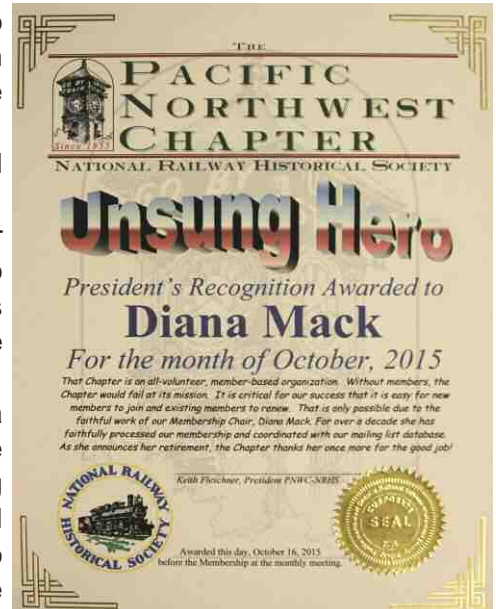 THE
PACIFIC
NORTHWEST
CHAPTER
Since 1955
NATIONAL RAILWAY HISTORICAL SOCIETY
Unsung Hero
President's Recognition Awarded to
Diana Mack
For the month of October, 2015
That Chapter is an all-volunteer, member-based organization. Without members, the
Chapter would fail at its mission. It is critical for our success that it is easy for new
members to join and existing members to renew. That is only possible due to the
faithful work of our Membership Chair, Diana Mack. For over a decade she has
faithfully processed our membership and coordinated with our mailing list database.
As she announces her retirement, the Chapter thanks her once more for the good job!
Keith Fleschner, President PNWC-NRHS
NATIONAL RAILWAY
HISTORICAL SOCIETY
SEAL
Awarded this day, October 16, 2015
before the Membership at the monthly meeting.